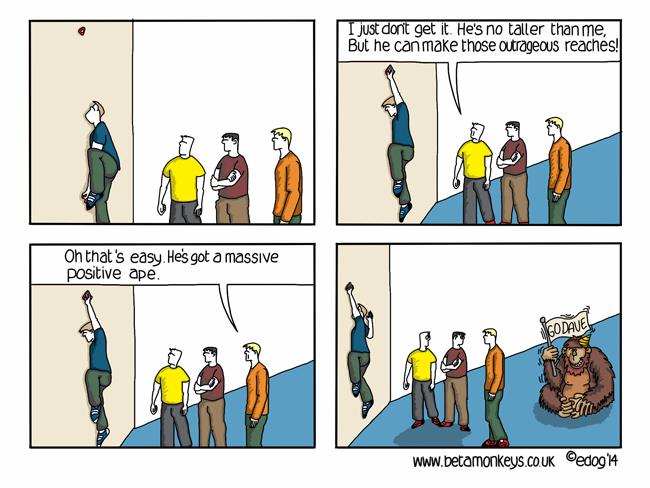 I just don't get it. He's no taller than me,
But he can make those outrageous reaches!
Oh that's easy. He's got a massive
positive ape.
GO DAVE
www.betamonkeys.co.uk ©edog'14